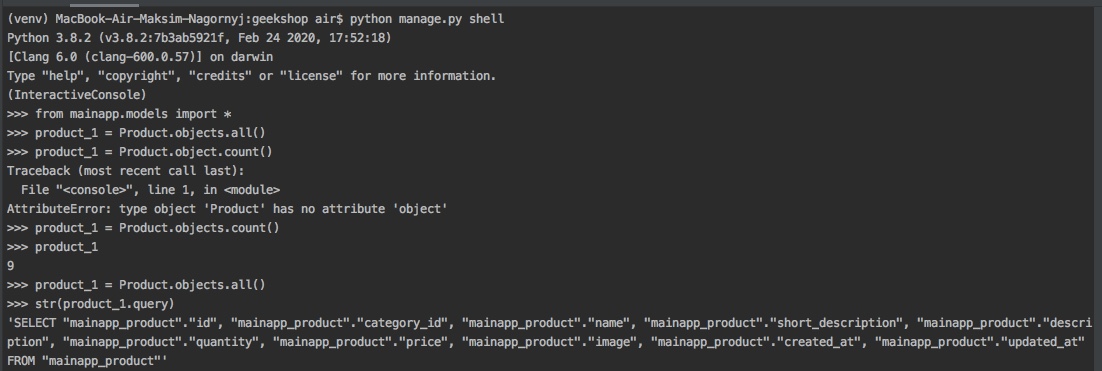 (venv) MacBook-Air-Maksim-Nagornyj:geekshop air$ python manage.py shell
Python 3.8.2 (v3.8.2:7b3ab5921f, Feb 24 2020, 17:52:18)
[Clang 6.0 (clang-600.0.57)] on darwin
Type "help", "copyright", "credits" or "license" for more information.
(InteractiveConsole)
>>> from mainapp.models import *
>>> product_1 = Product.objects.all()
>>> product_1 = Product.object.count()
Traceback (most recent call last):
  File "<console>", line 1, in <module>
AttributeError: type object 'Product' has no attribute 'object'
>>> product_1 = Product.objects.count()
>>> product_1
9
>>> product_1 = Product.objects.all()
>>> str(product_1.query)
'SELECT "mainapp_product"."id", "mainapp_product"."category_id", "mainapp_product"."name", "mainapp_product"."short_description", "mainapp_product"."descri
ption", "mainapp_product"."quantity", "mainapp_product"."price", "mainapp_product"."image", "mainapp_product"."created_at", "mainapp_product"."updated_at"
FROM "mainapp_product"'